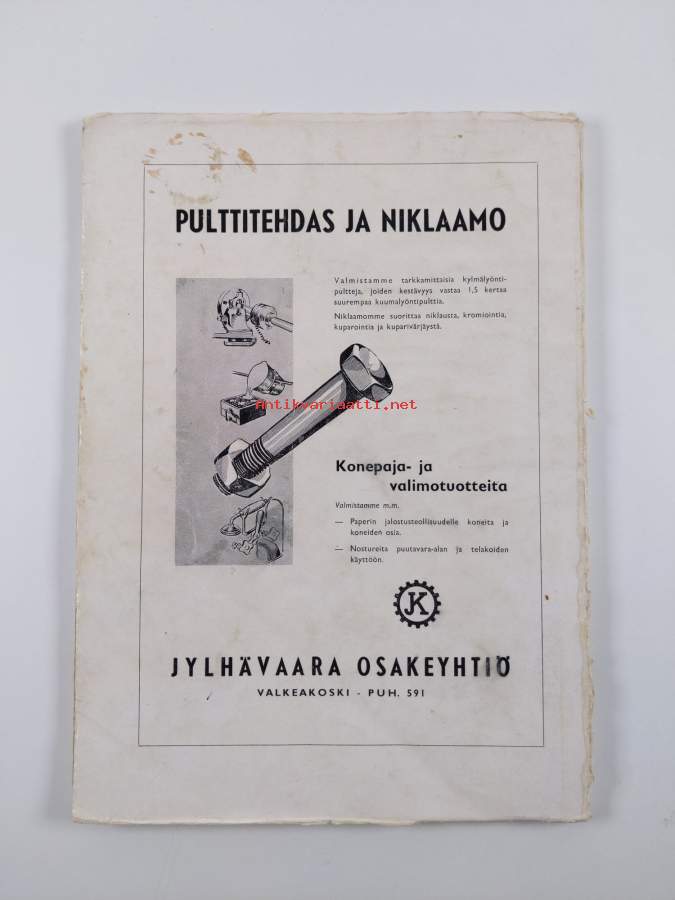 PULTTITEHDAS JA NIKLAAMO
Valmistamme tarkkamittaisia kylmälyönti-
pultteja, joiden kestävyys vastaa 1,5 kertaa
suurempaa kuumalyöntipulttia.
Niklaamomme suorittaa niklausta, kromiointia,
kuparointia ja kuparivärjäystä.
Antikvariaatti.net
Konepaja- ja
valimotuotteita
Valmistamme m.m.
— Paperin jalostusteollisuudelle koneita ja
koneiden osia.
— Nostureita puutavara-alan ja telakoiden
käyttöön.
JK
JYLHÄVAARA OSAKEYHTIÖ
VALKEAKOSKI - PUH. 591